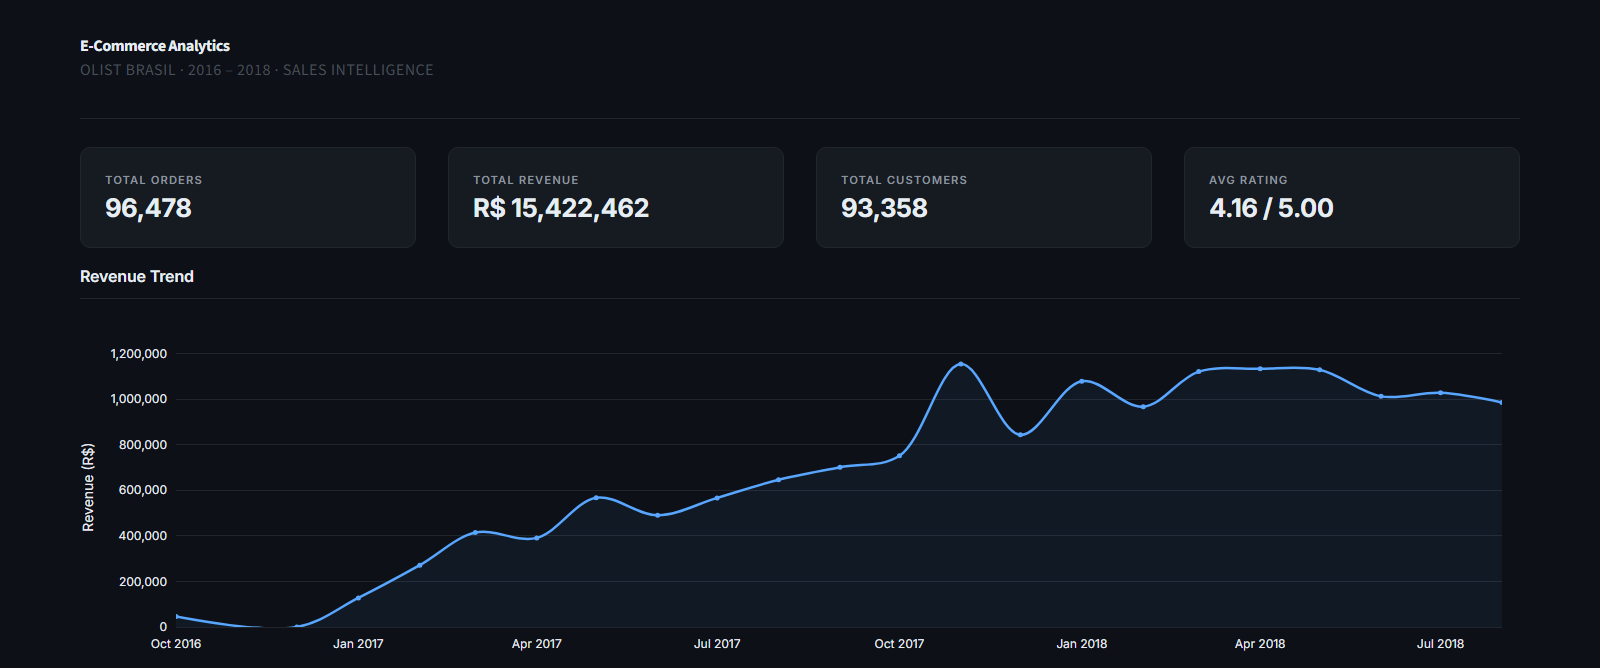 E-Commerce Analytics
OLIST BRASIL · 2016 – 2018 · SALES INTELLIGENCE
TOTAL ORDERS
96,478
TOTAL REVENUE
R$ 15,422,462
TOTAL CUSTOMERS
93,358
AVG RATING
4.16 / 5.00
Revenue Trend
Revenue (R$)
1,200,000
1,000,000
800,000
600,000
400,000
200,000
0
Oct 2016
Jan 2017
Apr 2017
Jul 2017
Oct 2017
Jan 2018
Apr 2018
Jul 2018